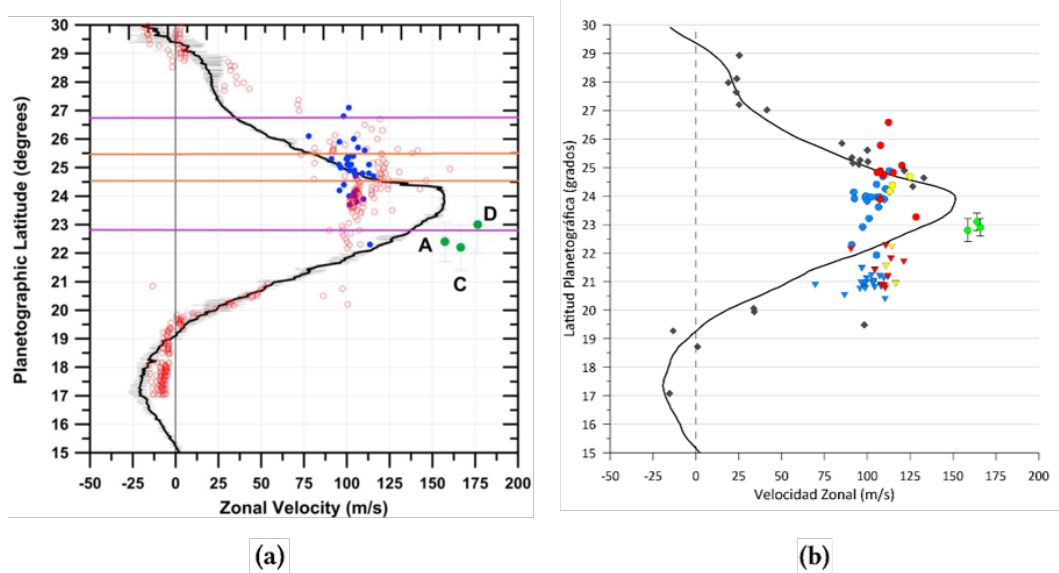 30
29
28
27
26
25
24
23
22
21
20
19
18
17
16
15
Planetographic Latitude (degrees)
D
A
C
-50 -25 0 25 50 75 100 125 150 175 200
Zonal Velocity (m/s)
(a)
30
29
28
27
26
25
24
23
22
21
20
19
18
17
16
15
Latitud Planetográfica (grados)
-50 -25 0 25 50 75 100 125 150 175 200
Velocidad Zonal (m/s)
(b)